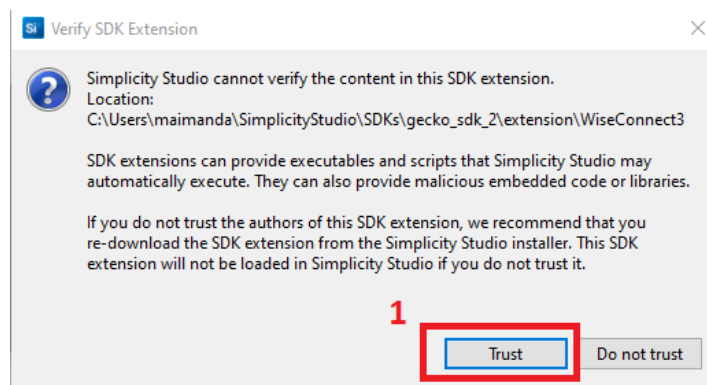 Si Verify SDK Extension
Simplicity Studio cannot verify the content in this SDK extension.
Location:
C:\Users\maimanda\SimplicityStudio\SDKs\gecko_sdk_2\extension\WiseConnect3
SDK extensions can provide executables and scripts that Simplicity Studio may
automatically execute. They can also provide malicious embedded code or libraries.
If you do not trust the authors of this SDK extension, we recommend that you
re-download the SDK extension from the Simplicity Studio installer. This SDK
extension will not be loaded in Simplicity Studio if you do not trust it.
1
Trust Do not trust